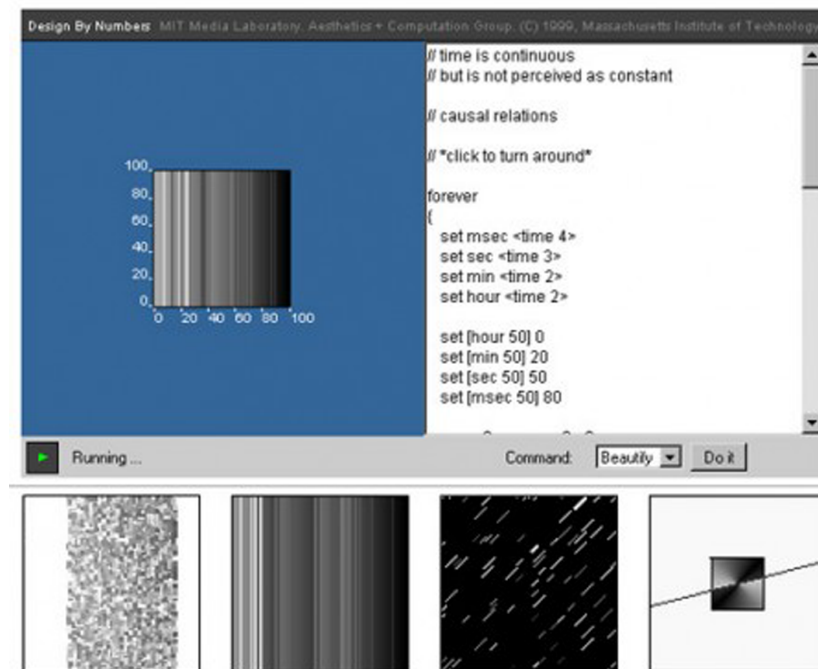 Design By Numbers MIT Media Laboratory. Aesthetics + Computation Group. (C) 1999, Massachusetts Institute of Technology
// time is continuous
// but is not perceived as constant
// causal relations
// "click to turn around"
forever
{
set msec <time 4>
set sec <time 3>
set min <time 2>
set hour <time 2>
set [hour 50] 0
set [min 50] 20
set [sec 50] 50
set [msec 50] 80
100
80
60
40
20
0
0 20 40 60 80 100
Running ...
Command: Beautify Do it